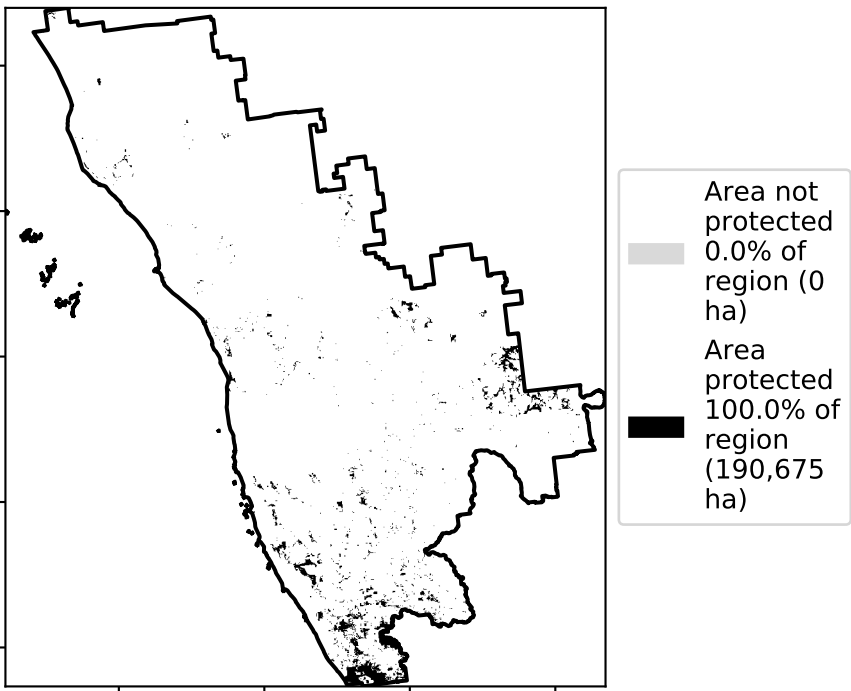 Area not
protected
0.0% of
region (0
ha)
Area
protected
100.0% of
region
(190,675
ha)